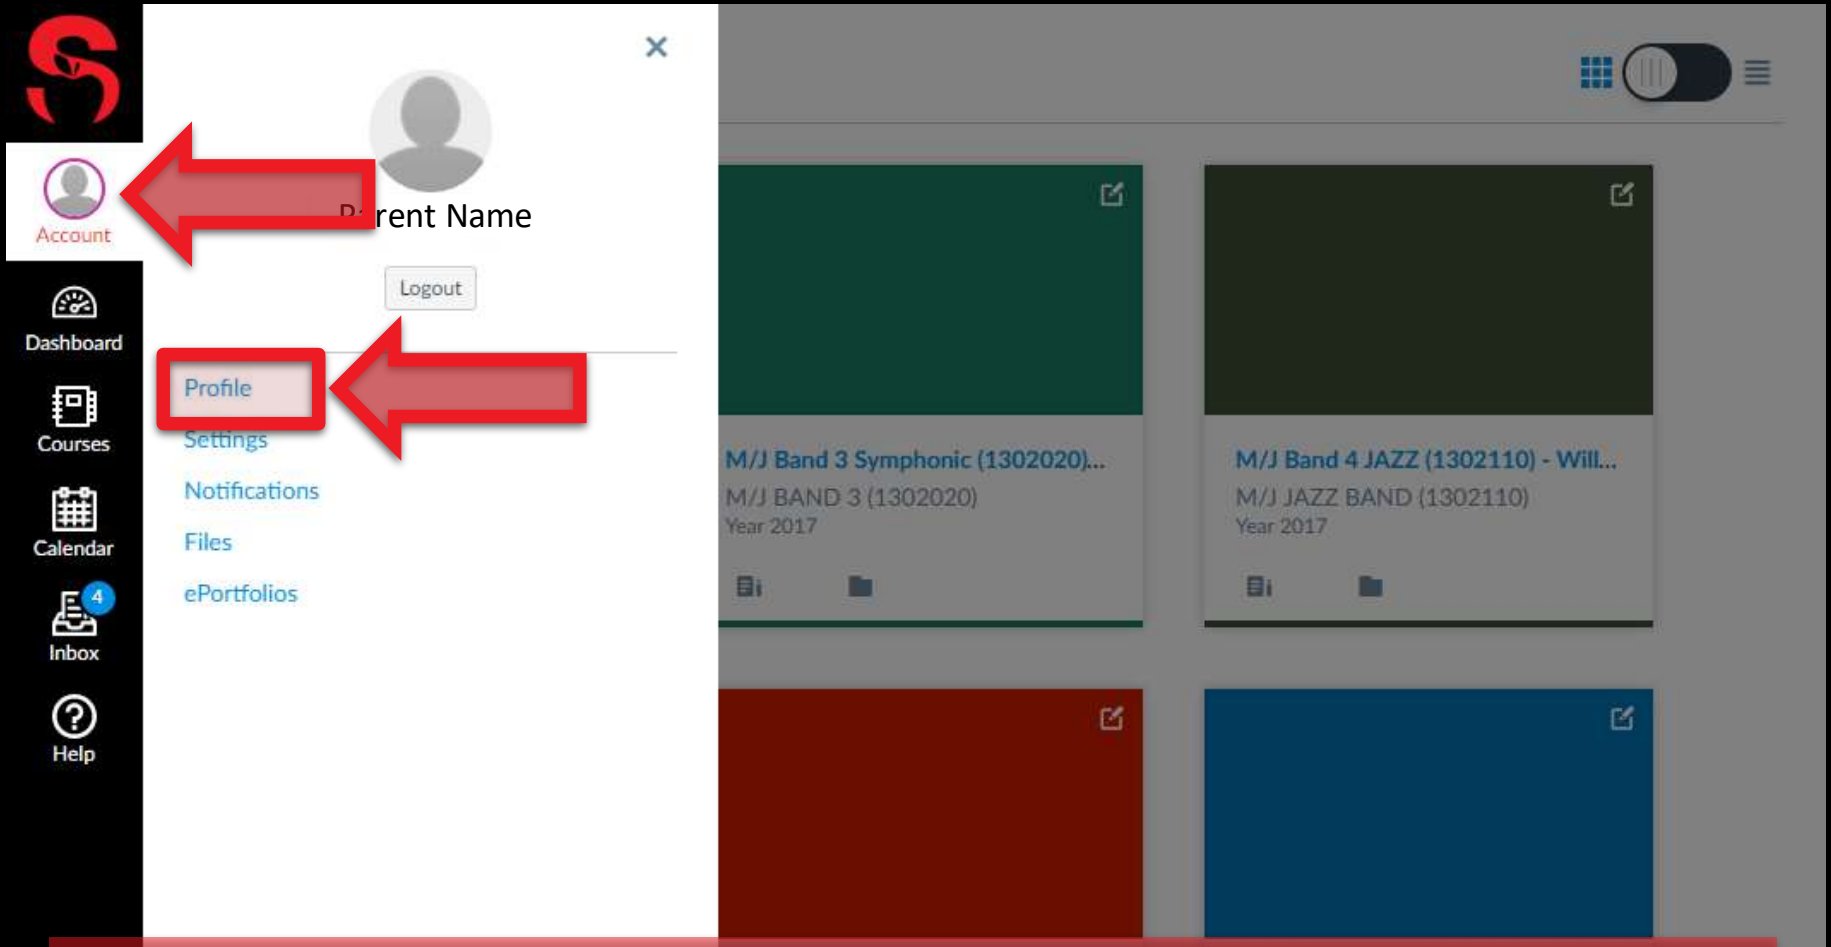 Account
Dashboard
Courses
Calendar
4
Inbox
Help
Parent Name
Logout
Profile
Settings
Notifications
Files
ePortfolios
M/J Band 3 Symphonic (1302020)...
M/J BAND 3 (1302020)
Year 2017
M/J Band 4 JAZZ (1302110) - Will...
M/J JAZZ BAND (1302110)
Year 2017